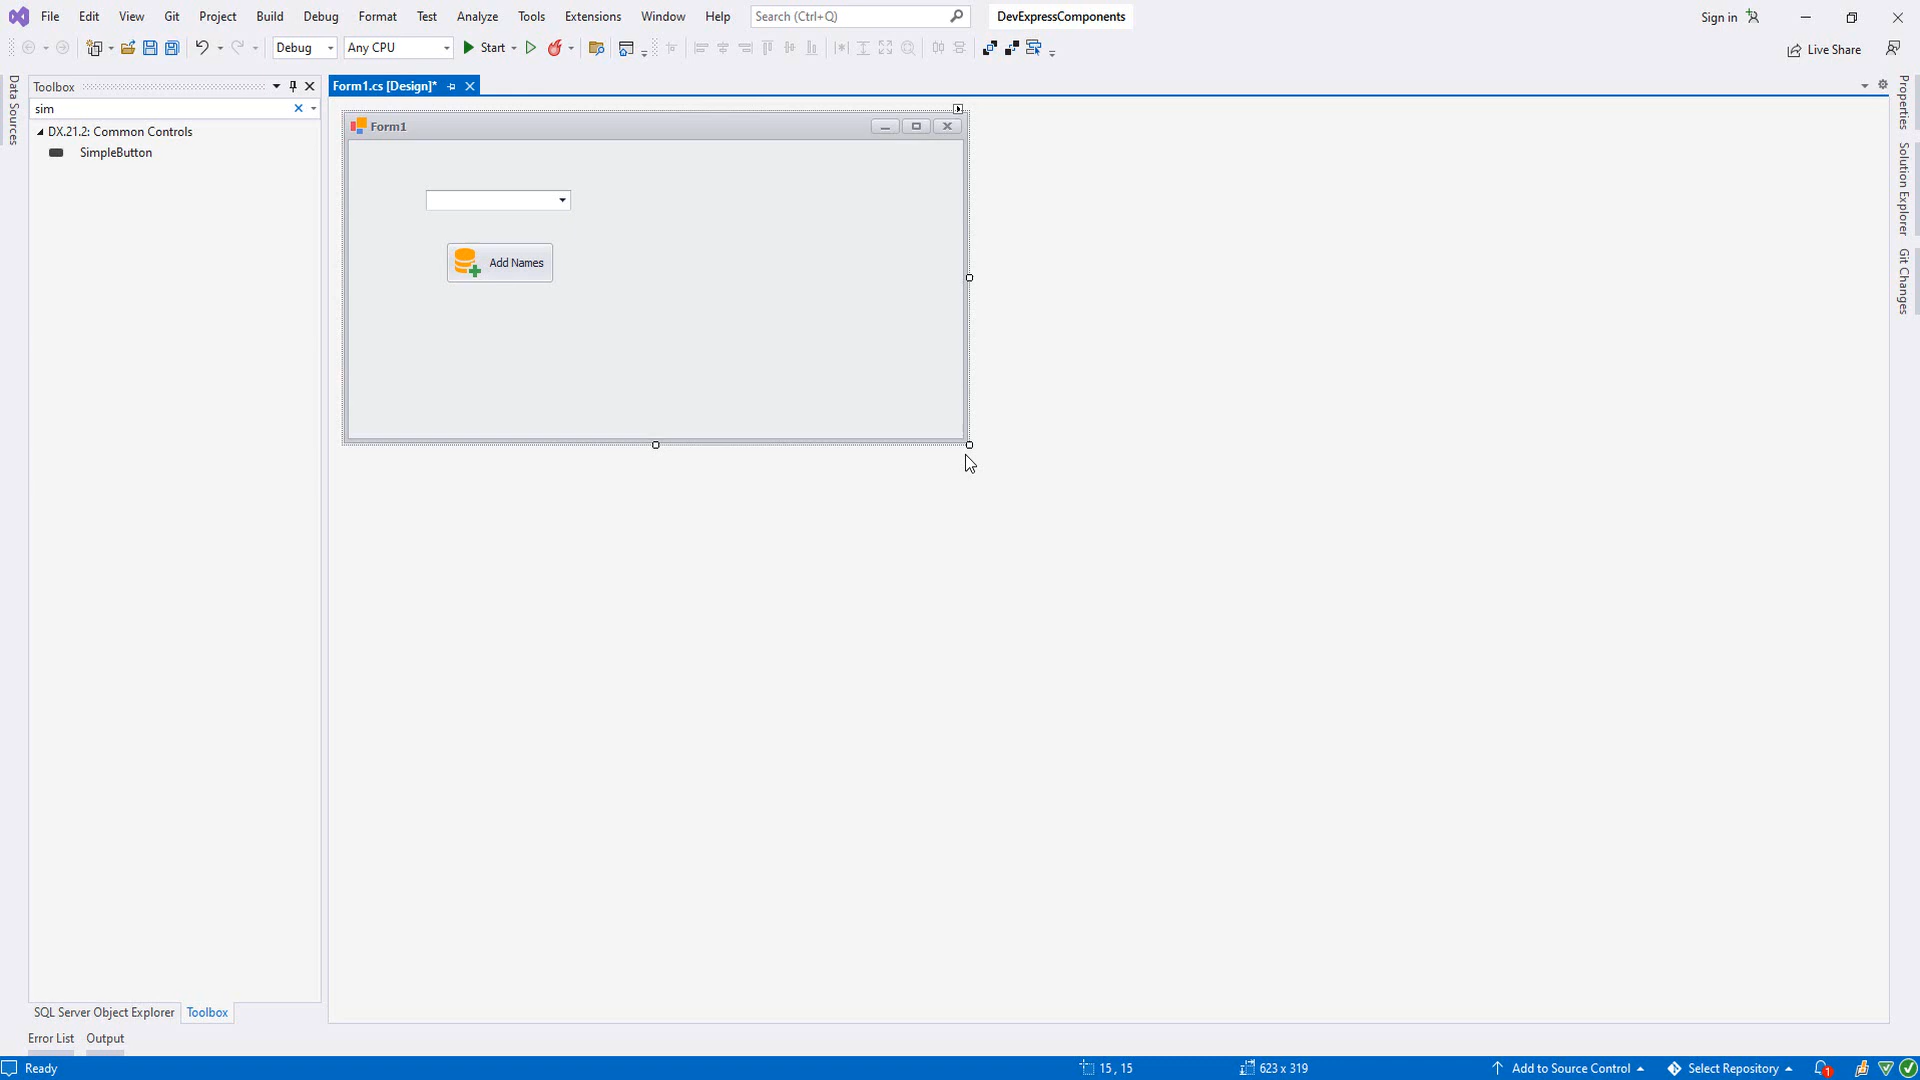 File Edit View Git Project Build Debug Format Test Analyze Tools Extensions Window Help Search (Ctrl+Q) DevExpressComponents Sign in
Debug Any CPU Start Live Share
Data Sources
Toolbox
sim
DX.21.2: Common Controls
SimpleButton
Form1.cs [Design]*
Form1
Add Names
Properties
Solution Explorer
Git Changes
SQL Server Object Explorer Toolbox
Error List Output
Ready 15 , 15 623 x 319 Add to Source Control Select Repository 1